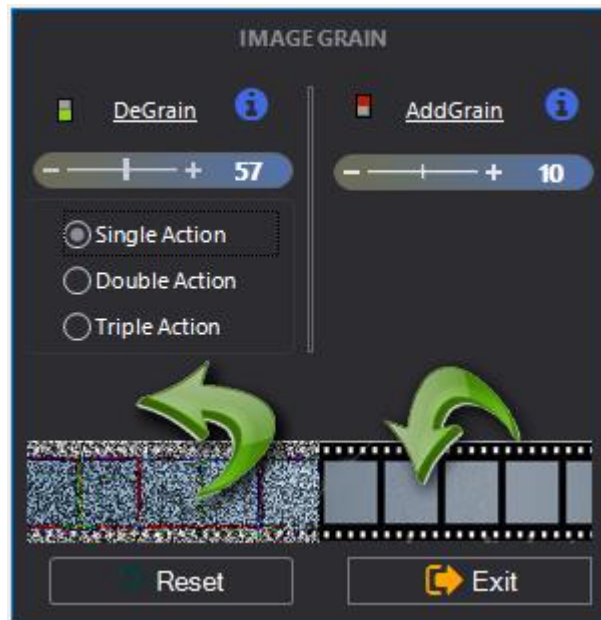 IMAGE GRAIN
DeGrain
AddGrain
57
10
Single Action
Double Action
Triple Action
Reset
Exit